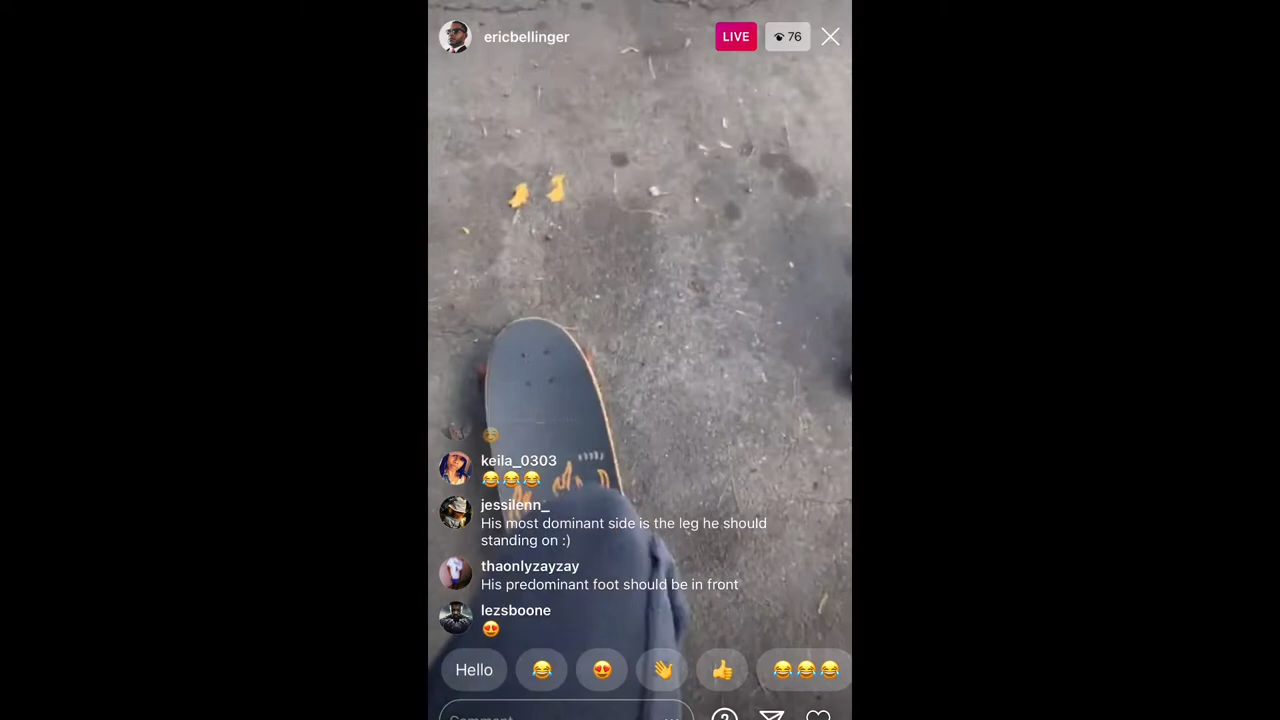 ericbellinger LIVE 76
keila_0303
😂😂😂
jessilenn_
His most dominant side is the leg he should
standing on :)
thaonlyzayzay
His predominant foot should be in front
lezsboone
😍
Hello 😂 😍 👋 👍 😂😂😂
Comment